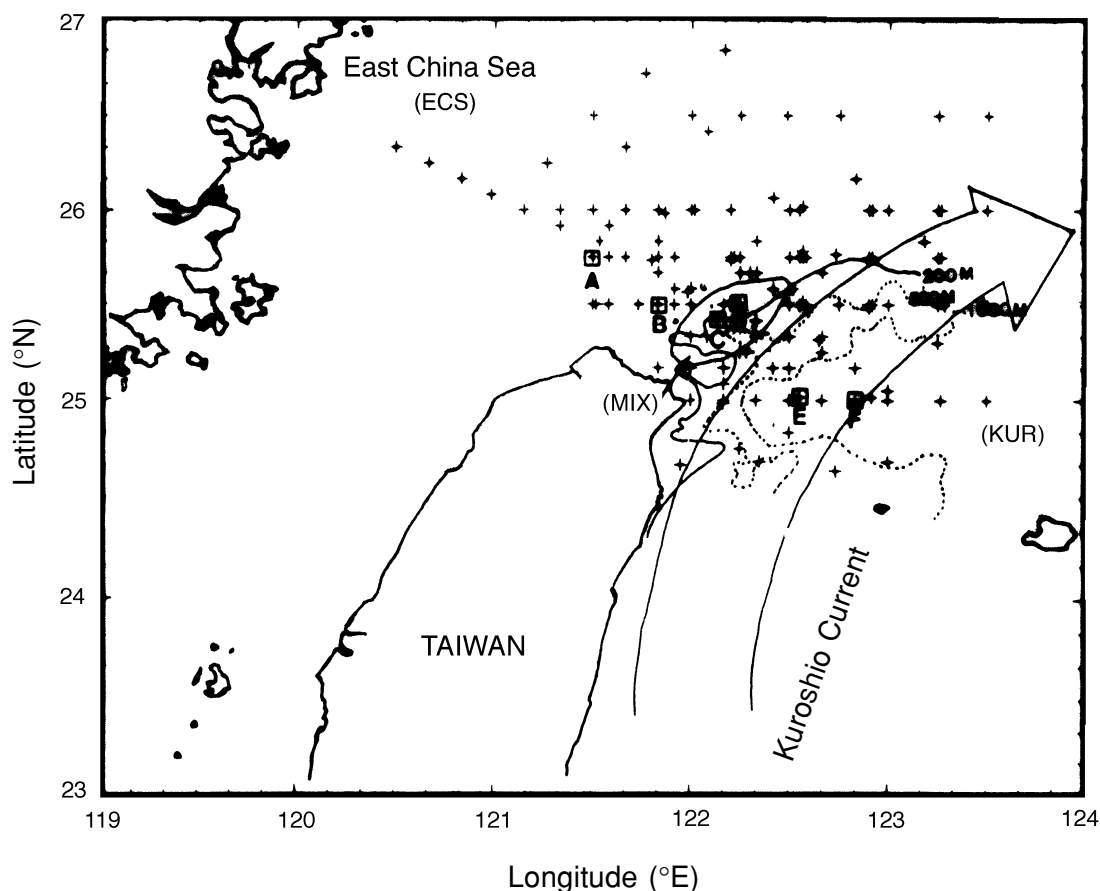 27
East China Sea
(ECS)
26
200 M
A
B
C
25
(MIX)
E
F
(KUR)
Latitude (°N)
24
TAIWAN
Kuroshio Current
23
119
120
121
122
123
124
Longitude (°E)